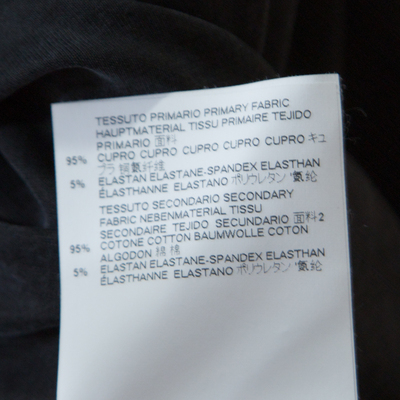 TESSUTO PRIMARIO PRIMARY FABRIC
HAUPTMATERIAL TISSU PRIMAIRE TEJIDO
PRIMARIO 面料
95% CUPRO CUPRO CUPRO CUPRO CUPRO キュ
プラ 铜氨纤维
5% ELASTAN ELASTANE-SPANDEX ELASTHAN
ÉLASTHANNE ELASTANO ポリウレタン 氨纶
TESSUTO SECONDARIO SECONDARY
FABRIC NEBENMATERIAL TISSU
SECONDAIRE TEJIDO SECUNDARIO 面料2
95% COTONE COTTON BAUMWOLLE COTON
ALGODON 綿 棉
5% ELASTAN ELASTANE-SPANDEX ELASTHAN
ÉLASTHANNE ELASTANO ポリウレタン 氨纶